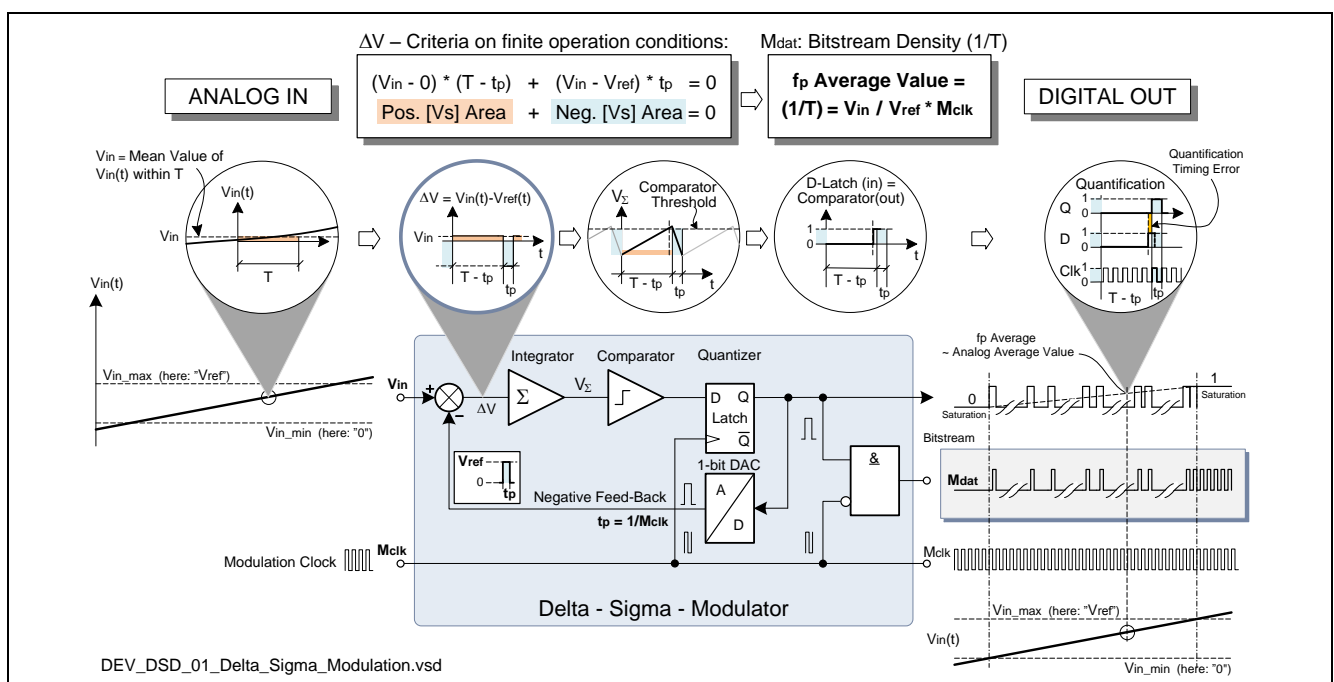 ΔV – Criteria on finite operation conditions:
Mdat: Bitstream Density (1/T)
ANALOG IN
(Vin - 0) * (T - tp) + (Vin - Vref) * tp = 0
Pos. [Vs] Area + Neg. [Vs] Area = 0
fp Average Value =
(1/T) = Vin / Vref * Mclk
DIGITAL OUT
Vin = Mean Value of
Vin(t) within T
Vin(t)
Vin
t
T
ΔV = Vin(t)-Vref(t)
Vin
t
T - tp
tp
VΣ
Comparator
Threshold
T - tp
tp
t
D-Latch (in) =
Comparator(out)
1
0
t
T - tp
Quantification
Timing Error
Quantification
1
Q
0
1
D
0
t
Clk
1
0
T - tp
tp
Vin(t)
Vin_max (here: "Vref")
Vin_min (here: "0")
t
Vin
+
–
ΔV
Integrator
Σ
VΣ
Comparator
Quantizer
D Q
Latch
Q
1-bit DAC
A
D
Vref
0
tp
Negative Feed-Back
tp = 1/Mclk
&
Modulation Clock
Mclk
Delta - Sigma - Modulator
fp Average
~ Analog Average Value
0
Saturation
1
Saturation
Bitstream
Mdat
Mclk
Vin_max (here: "Vref")
Vin(t)
Vin_min (here: "0")
DEV_DSD_01_Delta_Sigma_Modulation.vsd